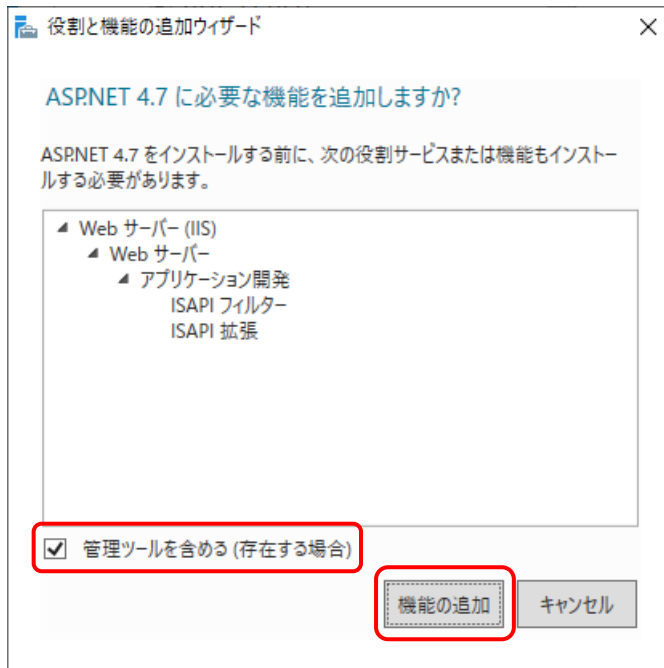 役割と機能の追加ウィザード
ASP.NET 4.7 に必要な機能を追加しますか?
ASP.NET 4.7 をインストールする前に、次の役割サービスまたは機能もインストー
ルする必要があります。
Web サーバー (IIS)
Web サーバー
アプリケーション開発
ISAPI フィルター
ISAPI 拡張
管理ツールを含める (存在する場合)
機能の追加
キャンセル